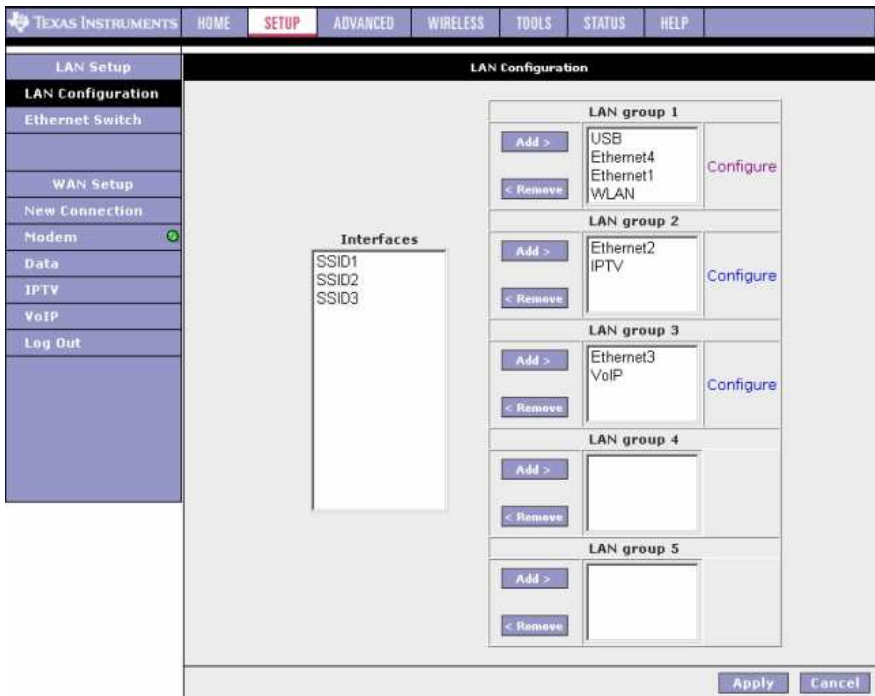 TEXAS INSTRUMENTS
HOME
SETUP
ADVANCED
WIRELESS
TOOLS
STATUS
HELP
LAN Setup
LAN Configuration
Ethernet Switch
WAN Setup
New Connection
Modem
Data
IPTV
VoIP
Log Out
LAN Configuration
Interfaces
SSID1
SSID2
SSID3
LAN group 1
Add >
< Remove
USB
Ethernet4
Ethernet1
WLAN
Configure
LAN group 2
Add >
< Remove
Ethernet2
IPTV
Configure
LAN group 3
Add >
< Remove
Ethernet3
VoIP
Configure
LAN group 4
Add >
< Remove
LAN group 5
Add >
< Remove
Apply
Cancel